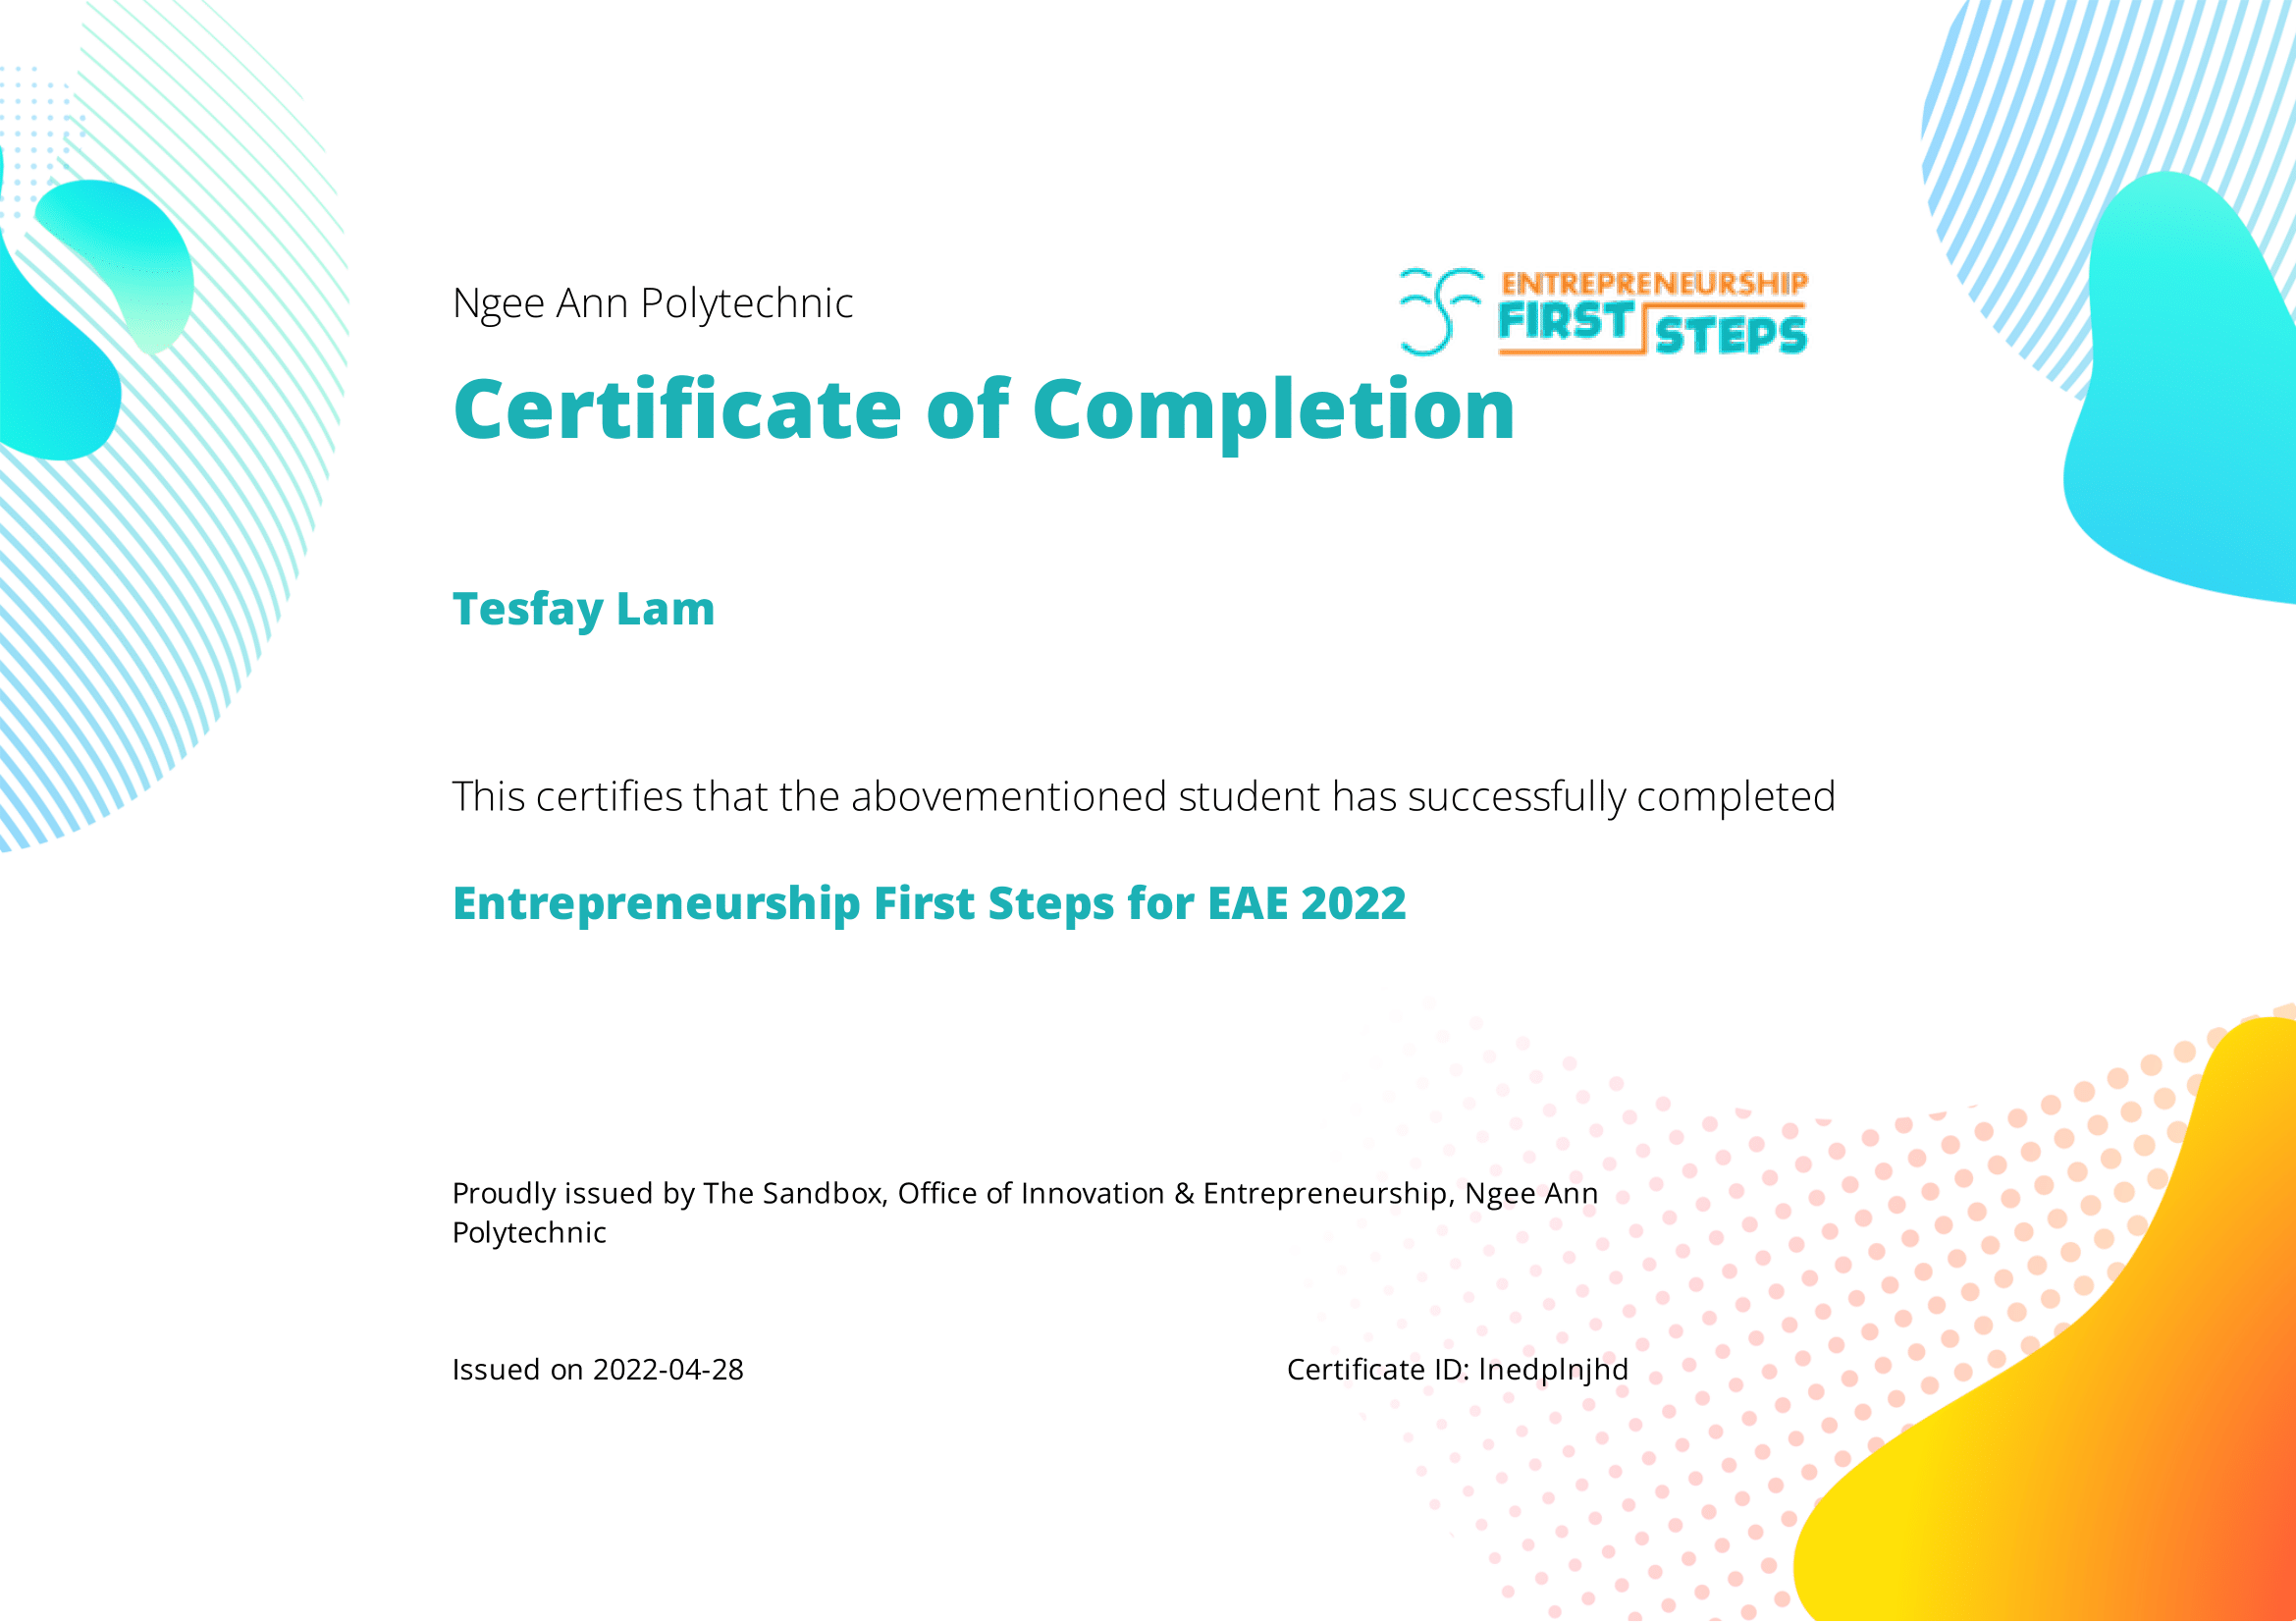 Ngee Ann Polytechnic
ENTREPRENEURSHIP
FIRST STEPS
Certificate of Completion
Tesfay Lam
This certifies that the abovementioned student has successfully completed
Entrepreneurship First Steps for EAE 2022
Proudly issued by The Sandbox, Office of Innovation & Entrepreneurship, Ngee Ann
Polytechnic
Issued on 2022-04-28
Certificate ID: lnedplnjhd